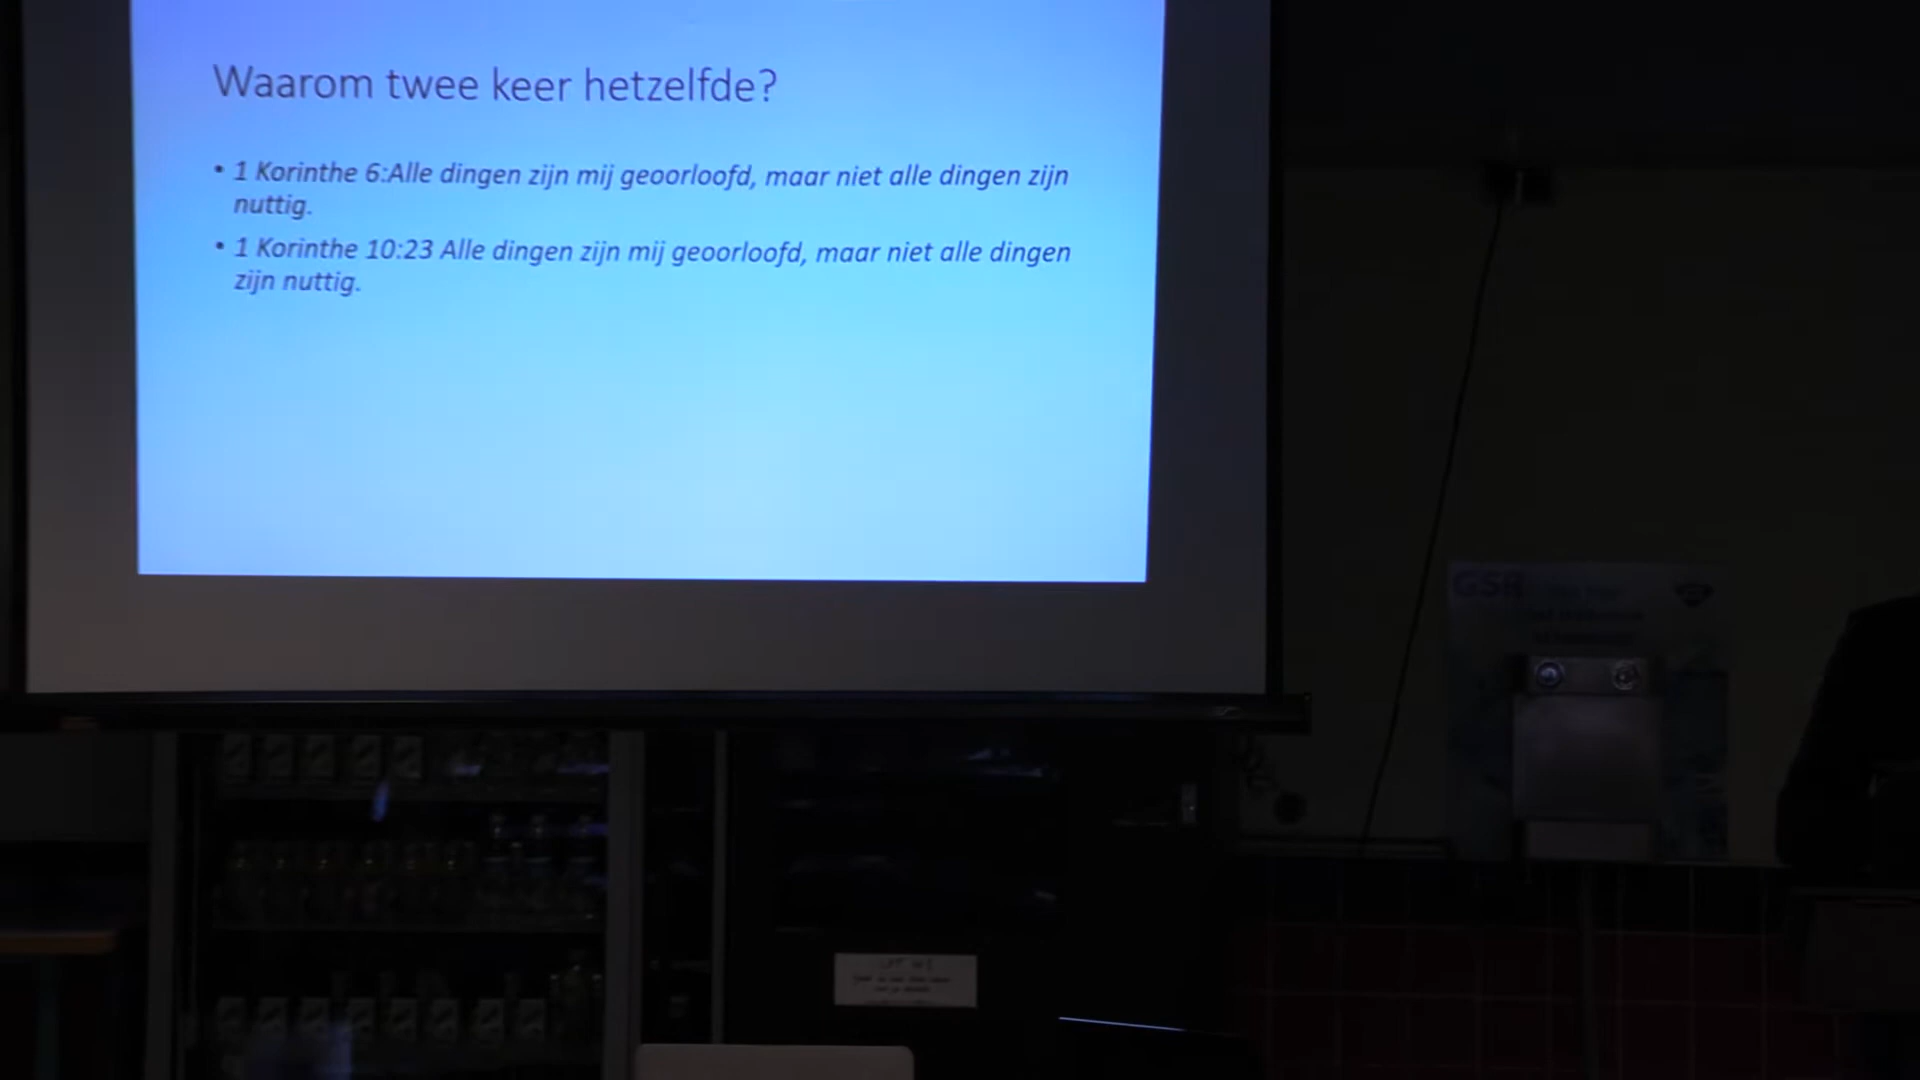 Waarom twee keer hetzelfde?
• 1 Korinthe 6:Alle dingen zijn mij geoorloofd, maar niet alle dingen zijn
nuttig.
• 1 Korinthe 10:23 Alle dingen zijn mij geoorloofd, maar niet alle dingen
zijn nuttig.
GSB